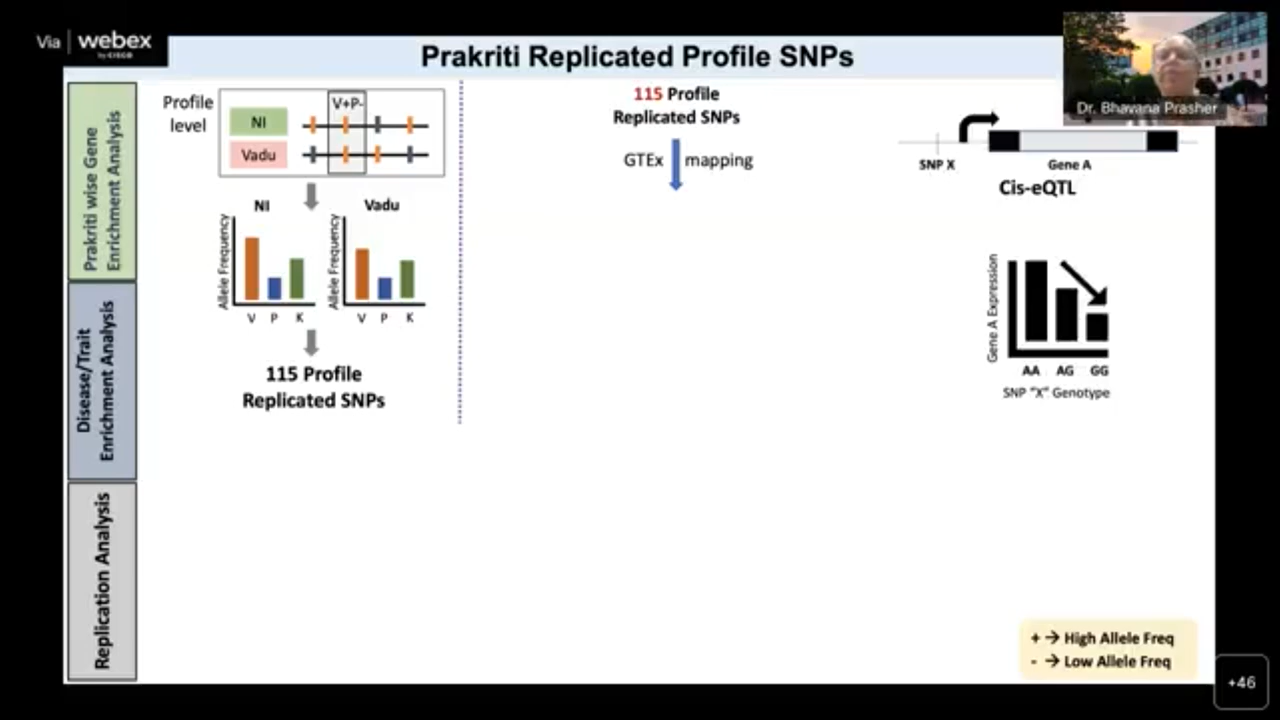 Via webex
by CISCO
Prakriti Replicated Profile SNPs
Dr. Bhavana Prasher
Prakriti wise Gene
Enrichment Analysis
Disease/Trait
Enrichment Analysis
Replication Analysis
Profile
level
V+P-
NI
Vadu
NI
Allele Frequency
V P K
Vadu
Allele Frequency
V P K
115 Profile
Replicated SNPs
115 Profile
Replicated SNPs
GTEx mapping
SNP X
Gene A
Cis-eQTL
Gene A Expression
AA AG GG
SNP "X" Genotype
+ → High Allele Freq
- → Low Allele Freq
+46